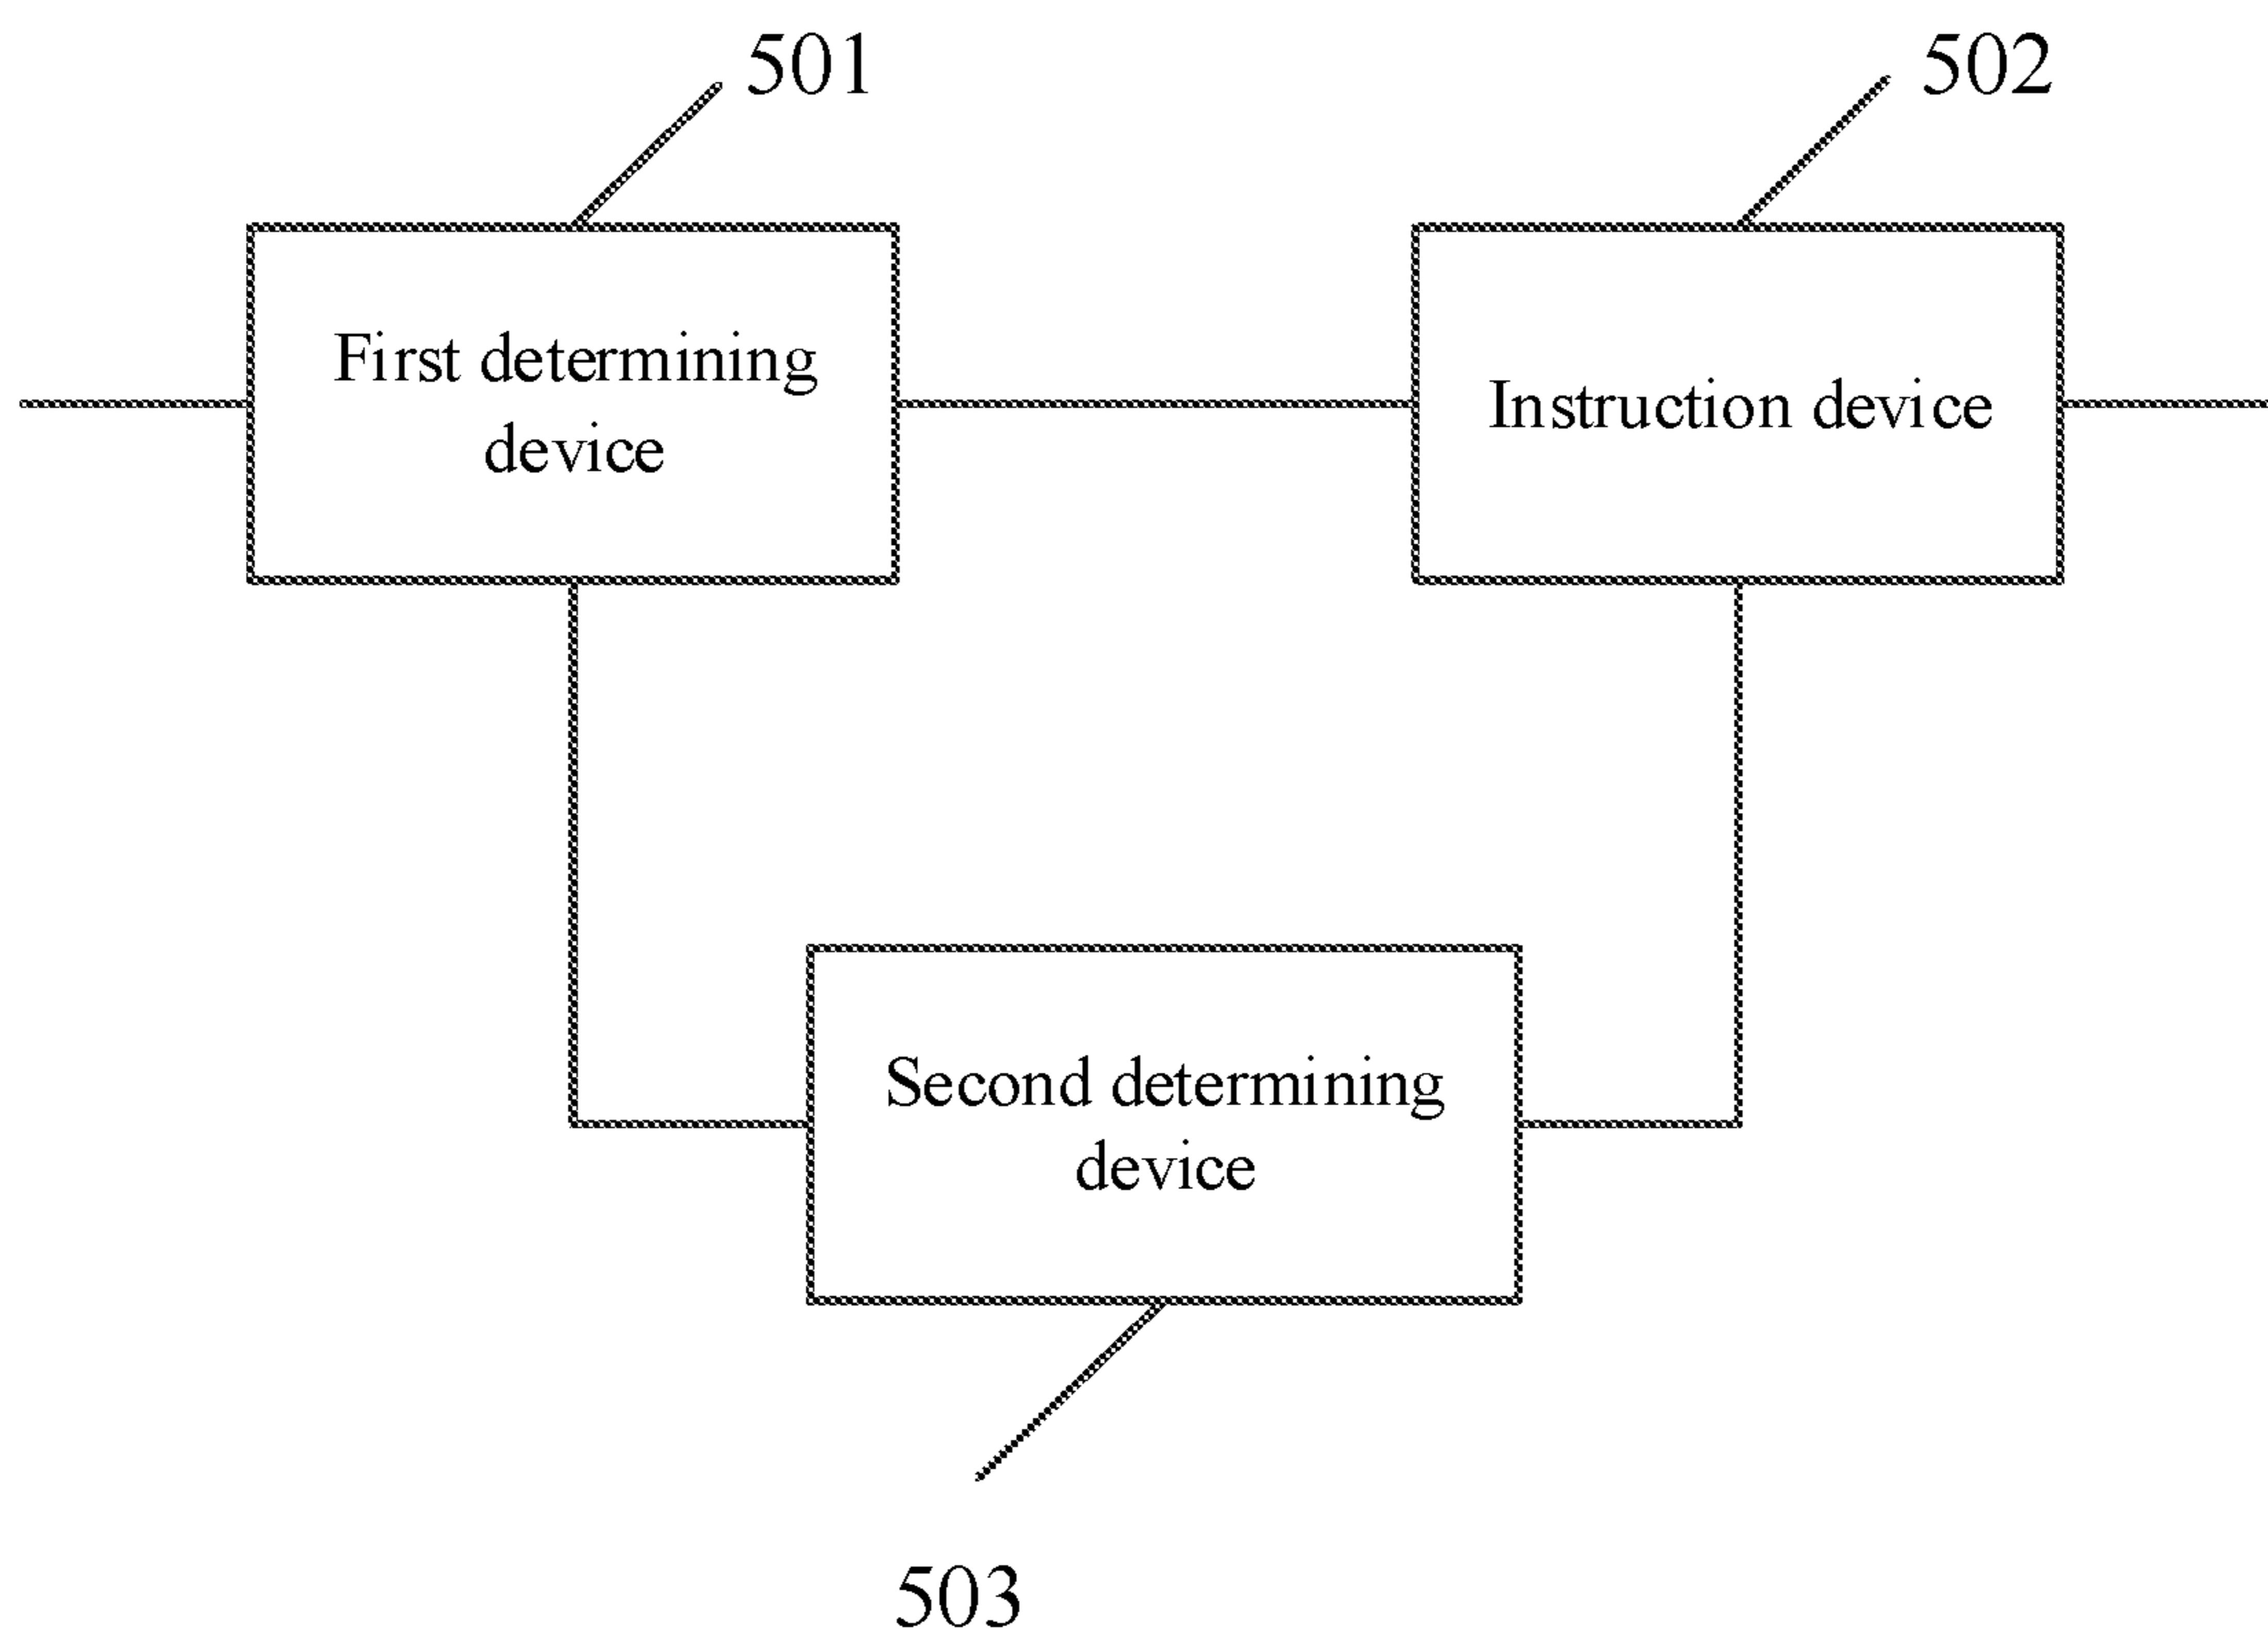 501
502
First determining
device
Instruction device
Second determining
device
503